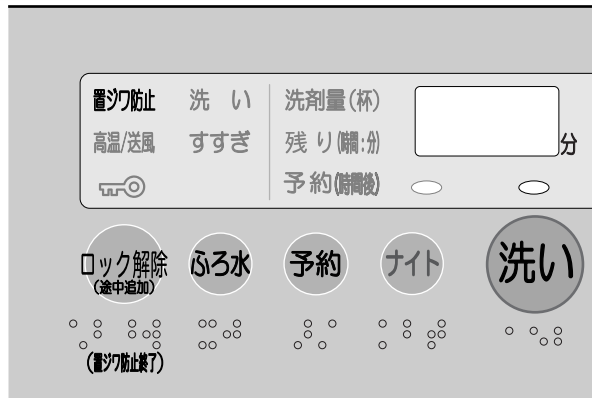 置ジワ防止 洗い 洗剤量(杯)
高温/送風 すすぎ 残り(時間:分) 分
予約(時間後)
ロック解除 ふろ水 予約 ナイト 洗い
(途中追加)
(置ジワ防止終了)